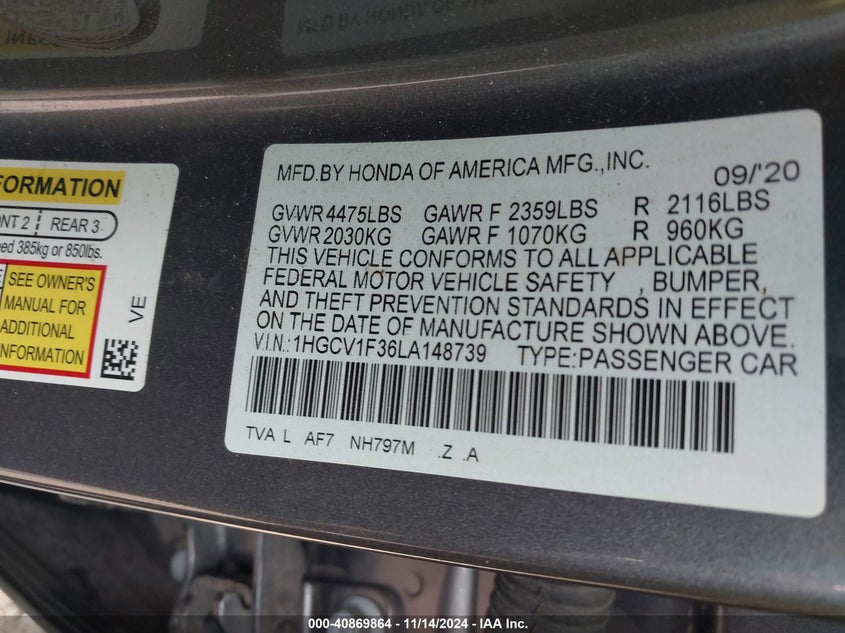 MFD.BY HONDA OF AMERICA MFG.,INC. 09/'20
GVWR 4475LBS GAWR F 2359LBS R 2116LBS
GVWR 2030KG GAWR F 1070KG R 960KG
THIS VEHICLE CONFORMS TO ALL APPLICABLE
FEDERAL MOTOR VEHICLE SAFETY , BUMPER,
AND THEFT PREVENTION STANDARDS IN EFFECT
ON THE DATE OF MANUFACTURE SHOWN ABOVE.
V.I.N.:1HGCV1F36LA148739 TYPE:PASSENGER CAR
TVA L AF7 NH797M .Z .A
FORMATION
2 REAR 3
385kg or 850lbs.
SEE OWNER'S
MANUAL FOR
ADDITIONAL
INFORMATION
VE
000-40869864 - 11/14/2024 - IAA Inc.